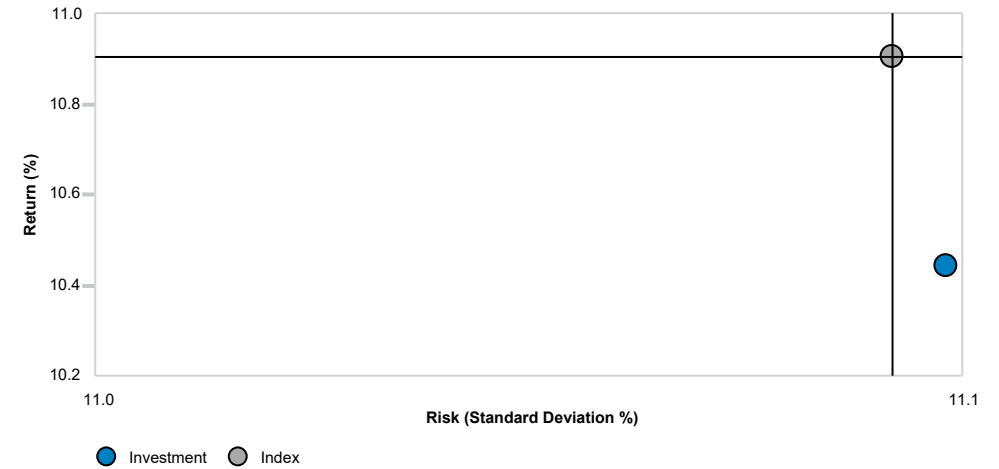 11.0
10.8
10.6
10.4
10.2
Return (%)
11.0 11.1
Risk (Standard Deviation %)
Investment Index